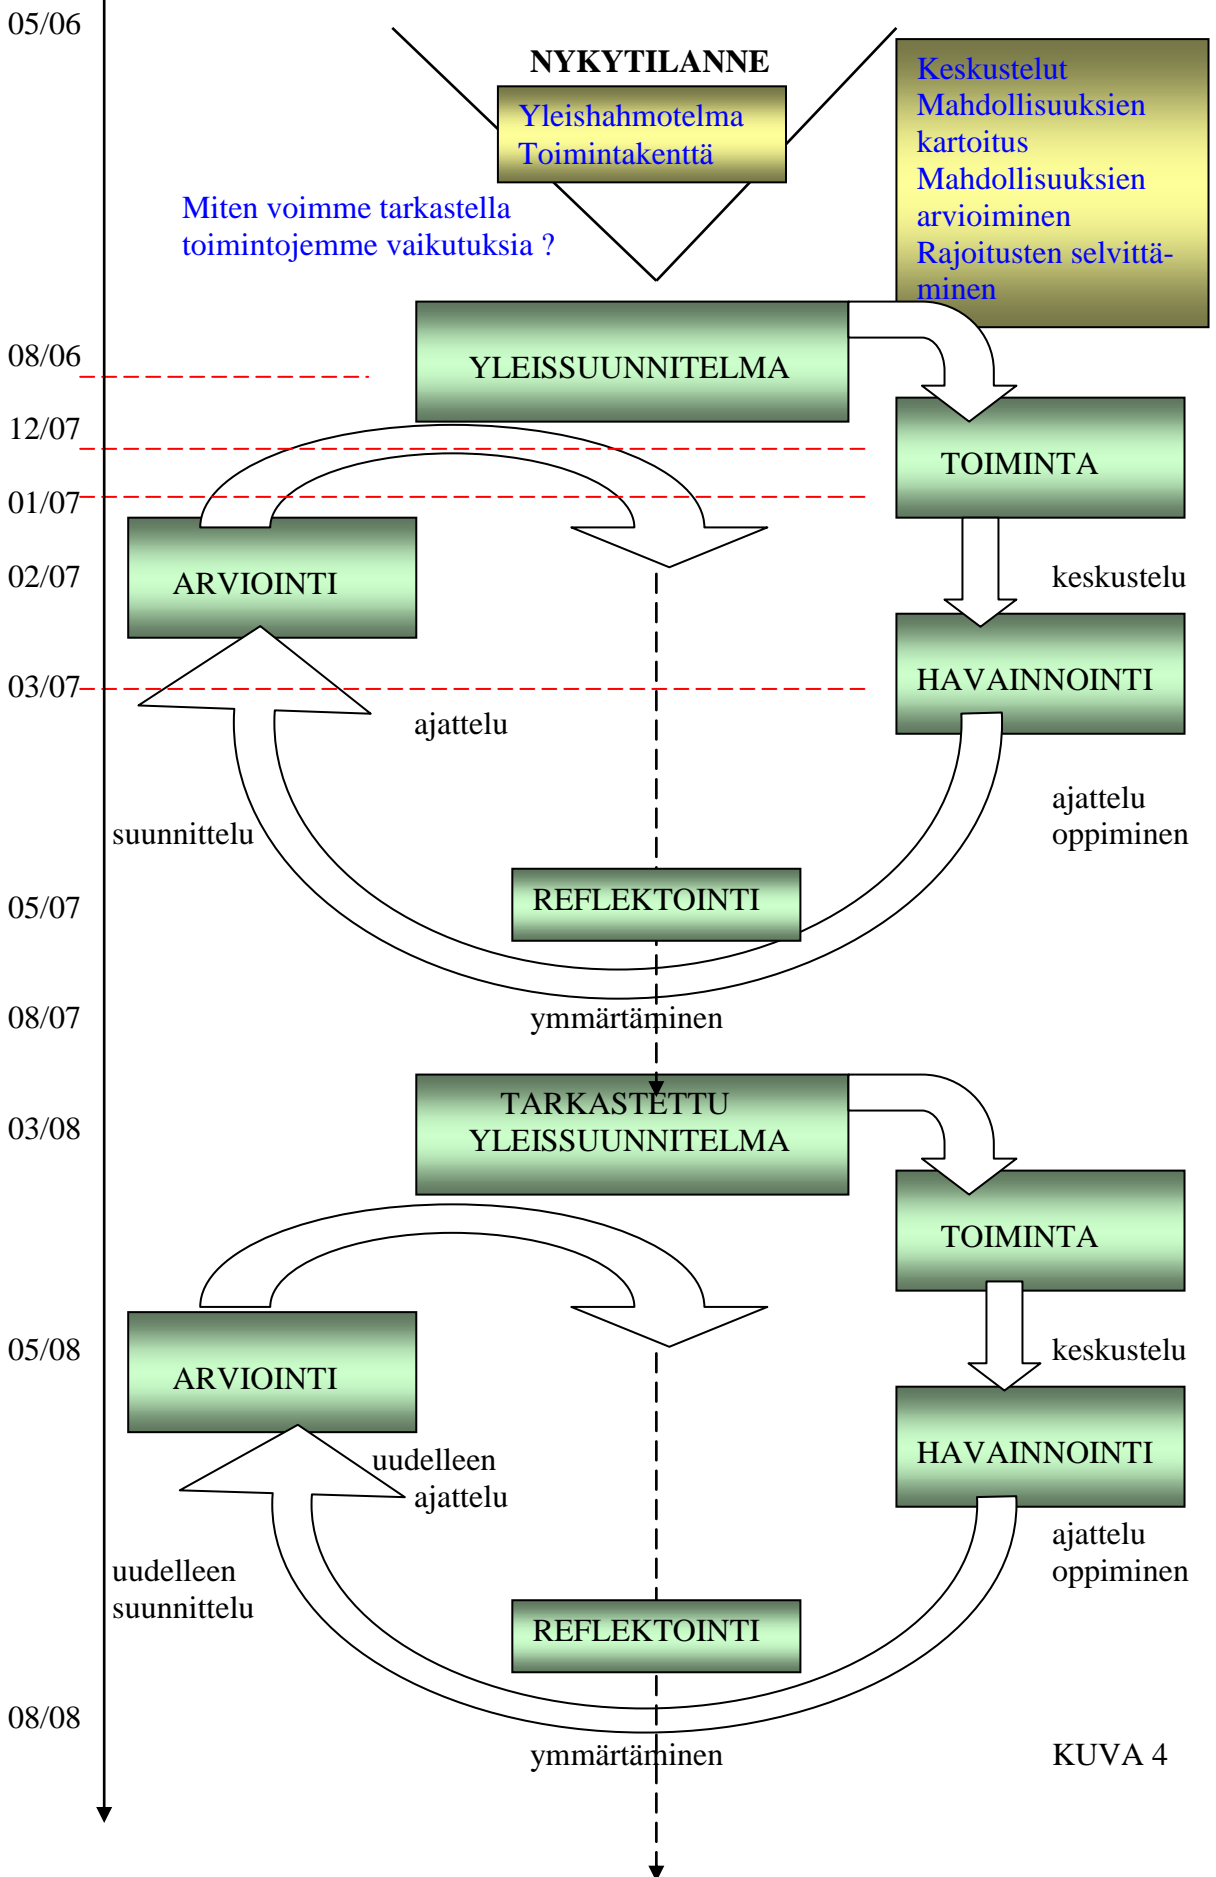 05/06
NYKYTILANNE
Yleishahmotelma
Toimintakenttä
Keskustelut
Mahdollisuuksien
kartoitus
Mahdollisuuksien
arvioiminen
Rajoitusten selvittä-
minen
Miten voimme tarkastella
toimintojemme vaikutuksia ?
08/06
YLEISSUUNNITELMA
12/07
TOIMINTA
01/07
02/07
ARVIOINTI
keskustelu
03/07
HAVAINNOINTI
ajattelu
ajattelu
oppiminen
suunnittelu
05/07
REFLEKTOINTI
08/07
ymmärtäminen
03/08
TARKASTETTU
YLEISSUUNNITELMA
TOIMINTA
05/08
ARVIOINTI
keskustelu
HAVAINNOINTI
uudelleen
ajattelu
ajattelu
oppiminen
uudelleen
suunnittelu
REFLEKTOINTI
08/08
ymmärtäminen
KUVA 4